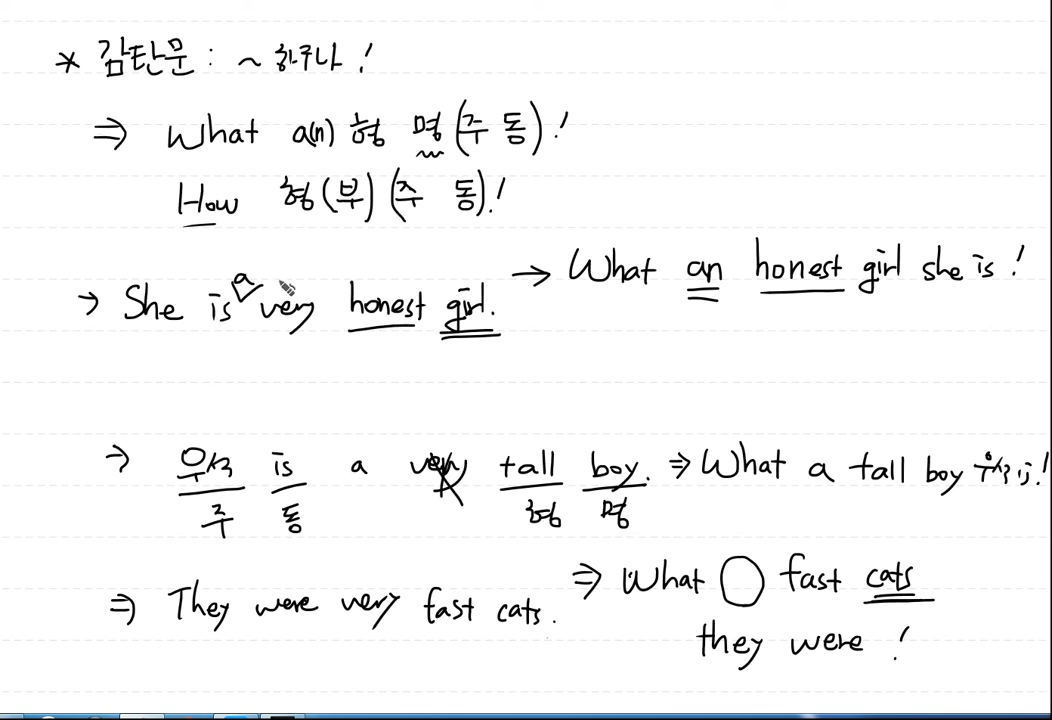 * 감탄문 : ~ 하구나 !
⇒ What a(n) 형 명 (주 동) !
How 형(부) (주 동) !
→ She is a very honest girl. → What an honest girl she is !
→ 우석 is a very tall boy. ⇒ What a tall boy 우석 is !
주 동 형 명
⇒ They were very fast cats. ⇒ What ◯ fast cats
they were !